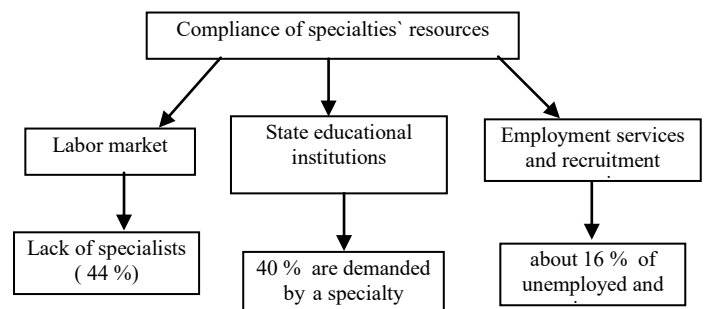 Compliance of specialties` resources
Labor market
State educational
institutions
Employment services
and recruitment
Lack of specialists
( 44 %)
40 % are demanded
by a specialty
about 16 % of
unemployed and